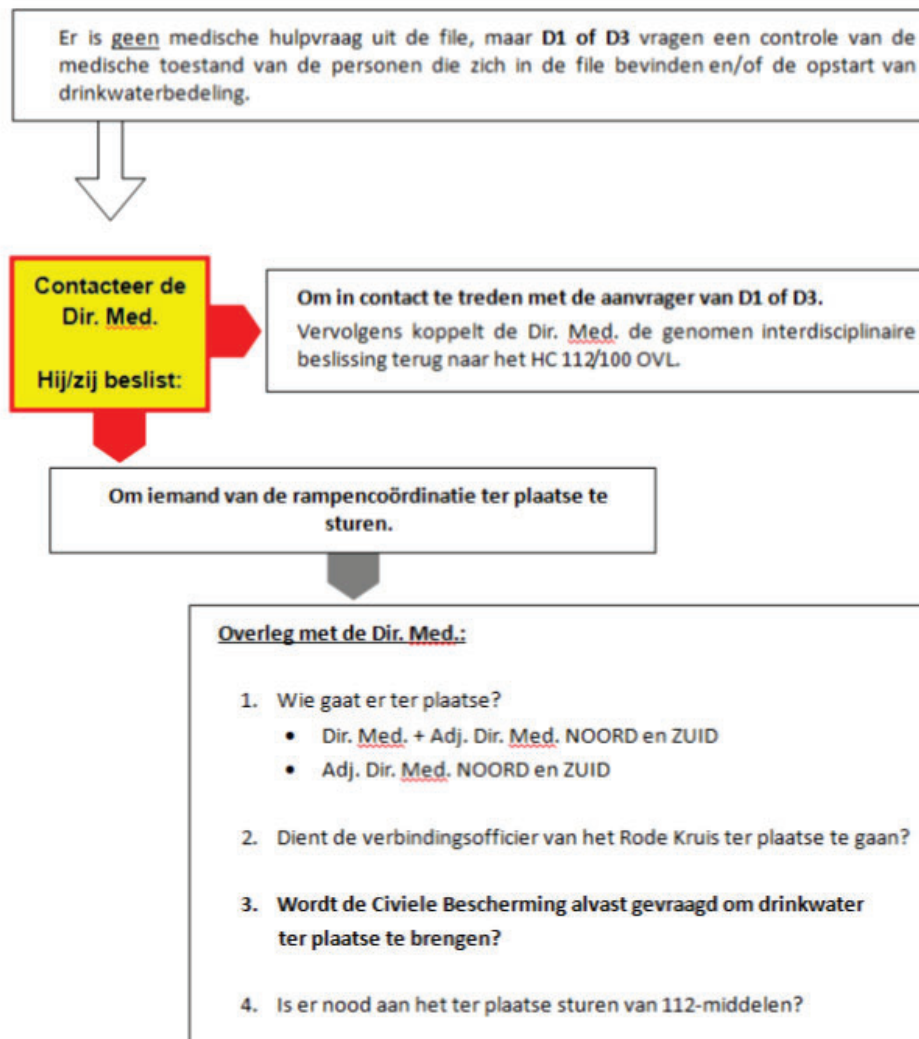 Er is geen medische hulpvraag uit de file, maar D1 of D3 vragen een controle van de
medische toestand van de personen die zich in de file bevinden en/of de opstart van
drinkwaterbedeling.
Contacteer de
Dir. Med.
Hij/zij beslist:
Om in contact te treden met de aanvrager van D1 of D3.
Vervolgens koppelt de Dir. Med. de genomen interdisciplinaire
beslissing terug naar het HC 112/100 OVL.
Om iemand van de rampencoördinatie ter plaatse te
sturen.
Overleg met de Dir. Med.:
1. Wie gaat er ter plaatse?
• Dir. Med. + Adj. Dir. Med. NOORD en ZUID
• Adj. Dir. Med. NOORD en ZUID
2. Dient de verbindingsofficier van het Rode Kruis ter plaatse te gaan?
3. Wordt de Civiele Bescherming alvast gevraagd om drinkwater
ter plaatse te brengen?
4. Is er nood aan het ter plaatse sturen van 112-middelen?